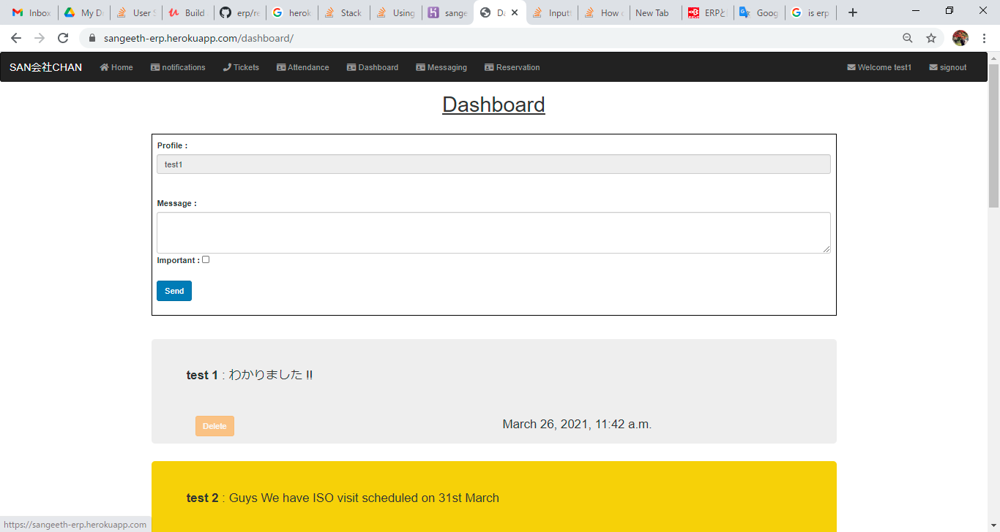 Inbox My D User S Build erp/re herok Stack Using sange Da Input How New Tab ERPと Goog is erp
sangeeth-erp.herokuapp.com/dashboard/
SAN会社CHAN Home notifications Tickets Attendance Dashboard Messaging Reservation Welcome test1 signout
Dashboard
Profile :
test1
Message :
Important :
Send
test 1 : わかりました !!
Delete March 26, 2021, 11:42 a.m.
test 2 : Guys We have ISO visit scheduled on 31st March
https://sangeeth-erp.herokuapp.com